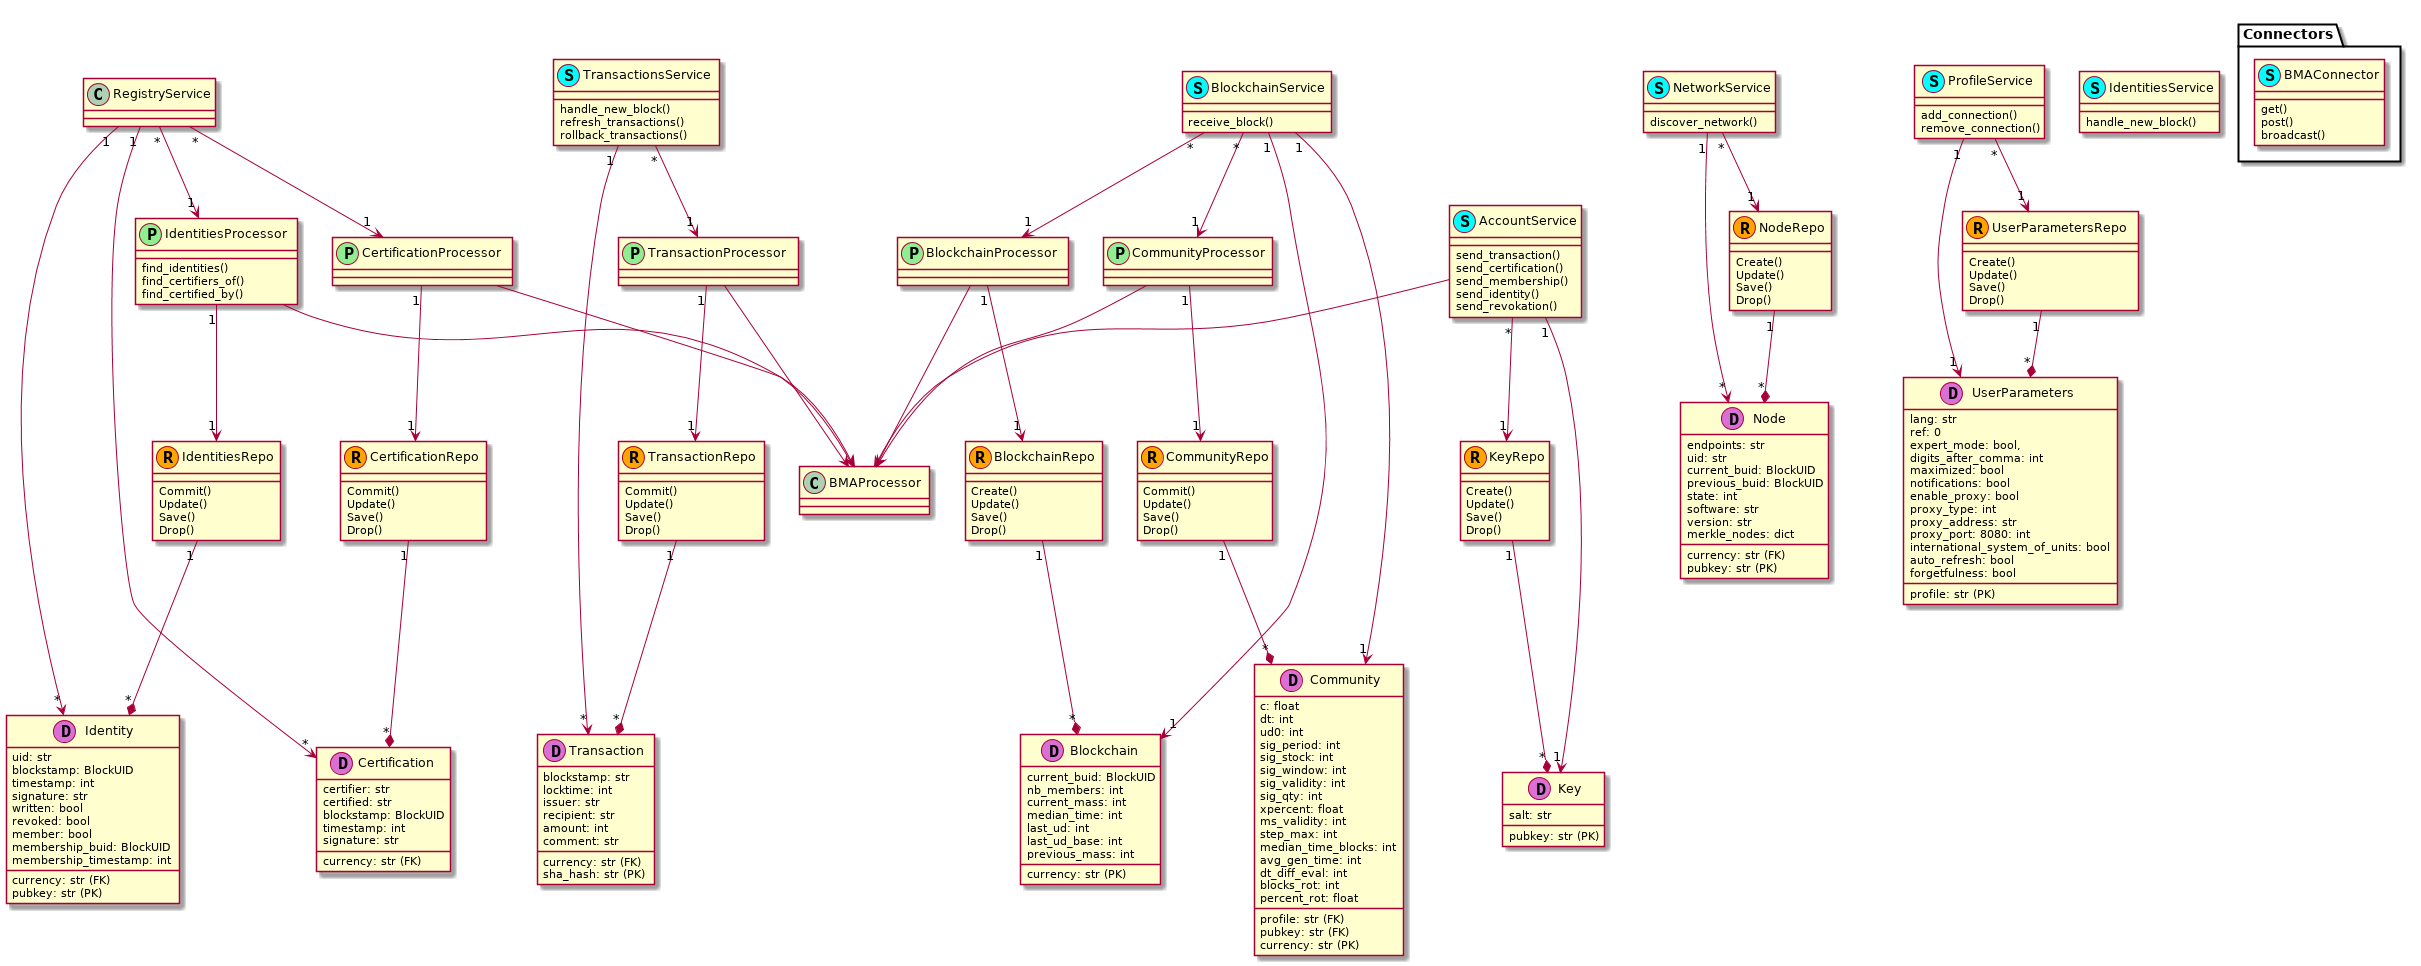 Connectors
S BMAConnector
get()
post()
broadcast()
C RegistryService
S TransactionsService
handle_new_block()
refresh_transactions()
rollback_transactions()
S BlockchainService
receive_block()
S NetworkService
discover_network()
S ProfileService
add_connection()
remove_connection()
S IdentitiesService
handle_new_block()
1 1 * *
1 *
* * 1 1
1 *
1 *
1 1 1 1 1 1 1
P IdentitiesProcessor
find_identities()
find_certifiers_of()
find_certified_by()
P CertificationProcessor
P TransactionProcessor
P BlockchainProcessor
P CommunityProcessor
S AccountService
send_transaction()
send_certification()
send_membership()
send_identity()
send_revokation()
R NodeRepo
Create()
Update()
Save()
Drop()
R UserParametersRepo
Create()
Update()
Save()
Drop()
1 1 1 1 1 * 1 1 1
1 1 1 1 1 1 * * 1 *
R IdentitiesRepo
Commit()
Update()
Save()
Drop()
R CertificationRepo
Commit()
Update()
Save()
Drop()
R TransactionRepo
Commit()
Update()
Save()
Drop()
C BMAProcessor
R BlockchainRepo
Create()
Update()
Save()
Drop()
R CommunityRepo
Commit()
Update()
Save()
Drop()
R KeyRepo
Create()
Update()
Save()
Drop()
D Node
endpoints: str
uid: str
current_buid: BlockUID
previous_buid: BlockUID
state: int
software: str
version: str
merkle_nodes: dict
currency: str (FK)
pubkey: str (PK)
D UserParameters
lang: str
ref: 0
expert_mode: bool,
digits_after_comma: int
maximized: bool
notifications: bool
enable_proxy: bool
proxy_type: int
proxy_address: str
proxy_port: 8080: int
international_system_of_units: bool
auto_refresh: bool
forgetfulness: bool
profile: str (PK)
1 1 1 1 1 1
* * * * * * * 1 * 1 * 1
D Identity
uid: str
blockstamp: BlockUID
timestamp: int
signature: str
written: bool
revoked: bool
member: bool
membership_buid: BlockUID
membership_timestamp: int
currency: str (FK)
pubkey: str (PK)
D Certification
certifier: str
certified: str
blockstamp: BlockUID
timestamp: int
signature: str
currency: str (FK)
D Transaction
blockstamp: str
locktime: int
issuer: str
recipient: str
amount: int
comment: str
currency: str (FK)
sha_hash: str (PK)
D Blockchain
current_buid: BlockUID
nb_members: int
current_mass: int
median_time: int
last_ud: int
last_ud_base: int
previous_mass: int
currency: str (PK)
D Community
c: float
dt: int
ud0: int
sig_period: int
sig_stock: int
sig_window: int
sig_validity: int
sig_qty: int
xpercent: float
ms_validity: int
step_max: int
median_time_blocks: int
avg_gen_time: int
dt_diff_eval: int
blocks_rot: int
percent_rot: float
profile: str (FK)
pubkey: str (FK)
currency: str (PK)
D Key
salt: str
pubkey: str (PK)